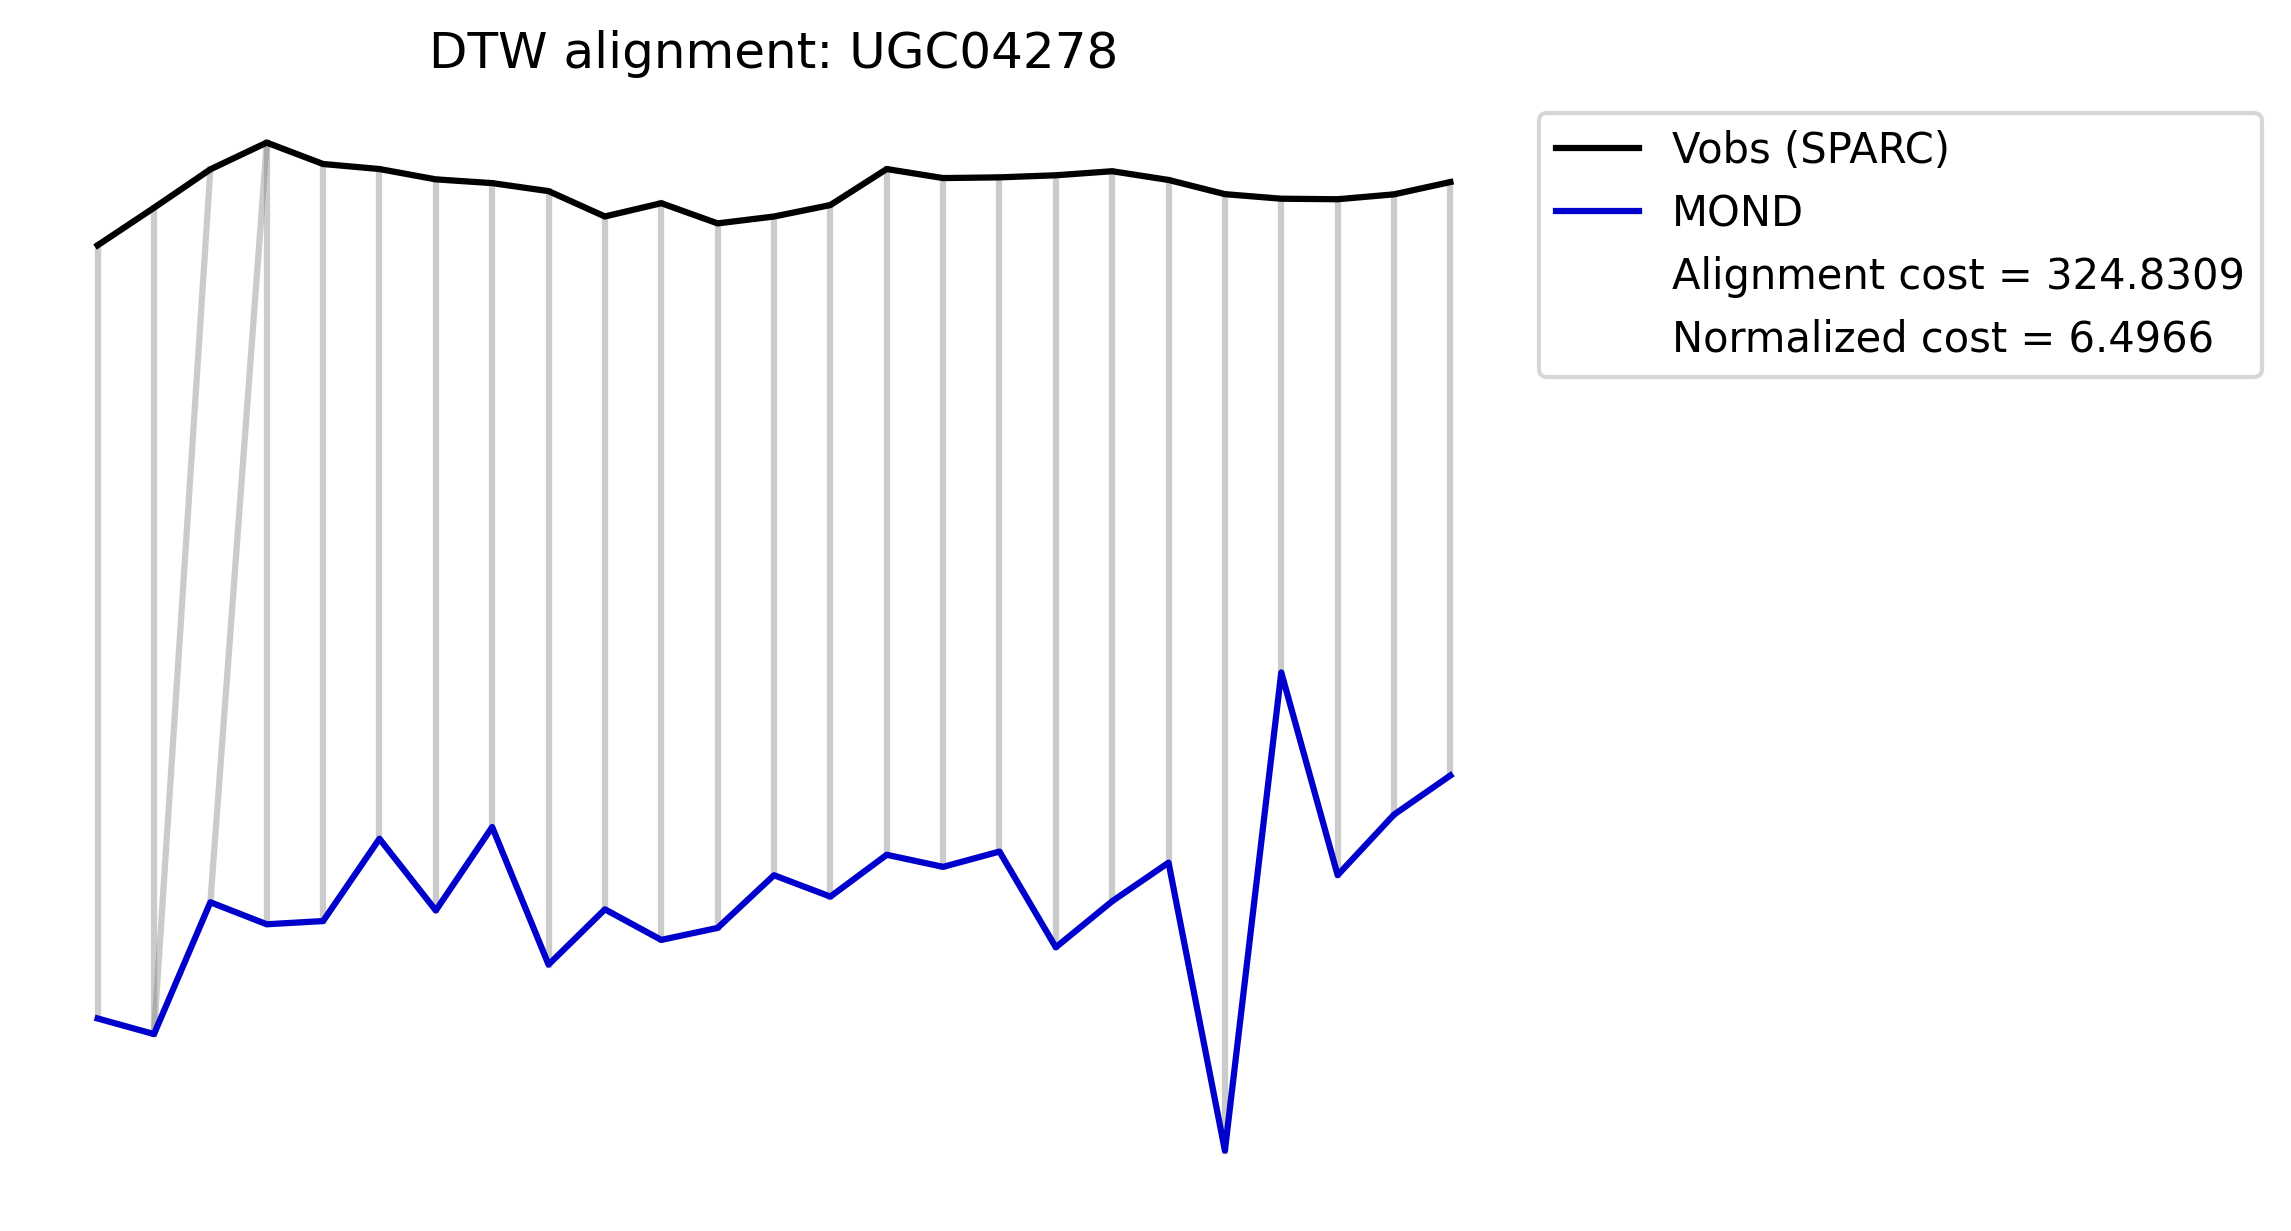 DTW alignment: UGC04278
Vobs (SPARC)
MOND
Alignment cost = 324.8309
Normalized cost = 6.4966